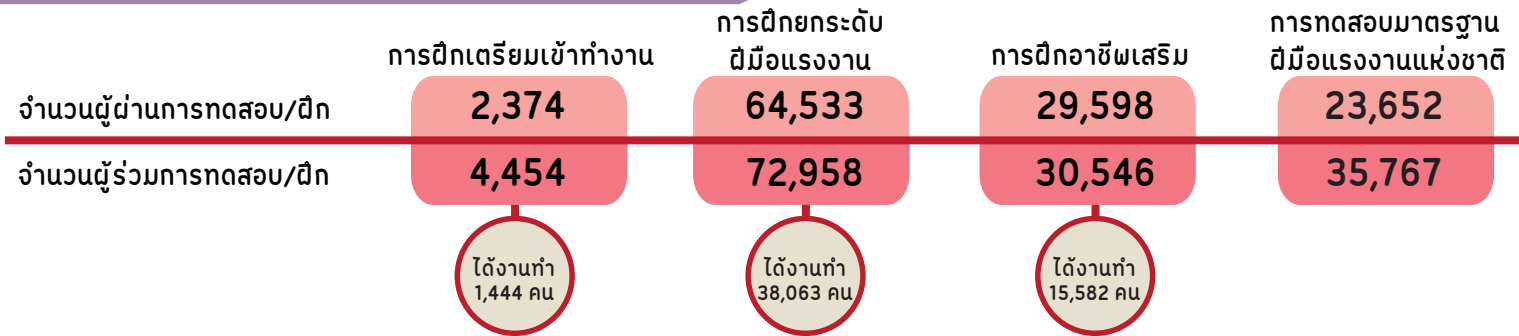 การฝึกเตรียมเข้าทำงาน
การฝึกยกระดับ
ฝีมือแรงงาน
การฝึกอาชีพเสริม
การทดสอบมาตรฐาน
ฝีมือแรงงานแห่งชาติ
จำนวนผู้ผ่านการทดสอบ/ฝึก
2,374
64,533
29,598
23,652
จำนวนผู้ร่วมการทดสอบ/ฝึก
4,454
72,958
30,546
35,767
ได้งานทำ
1,444 คน
ได้งานทำ
38,063 คน
ได้งานทำ
15,582 คน